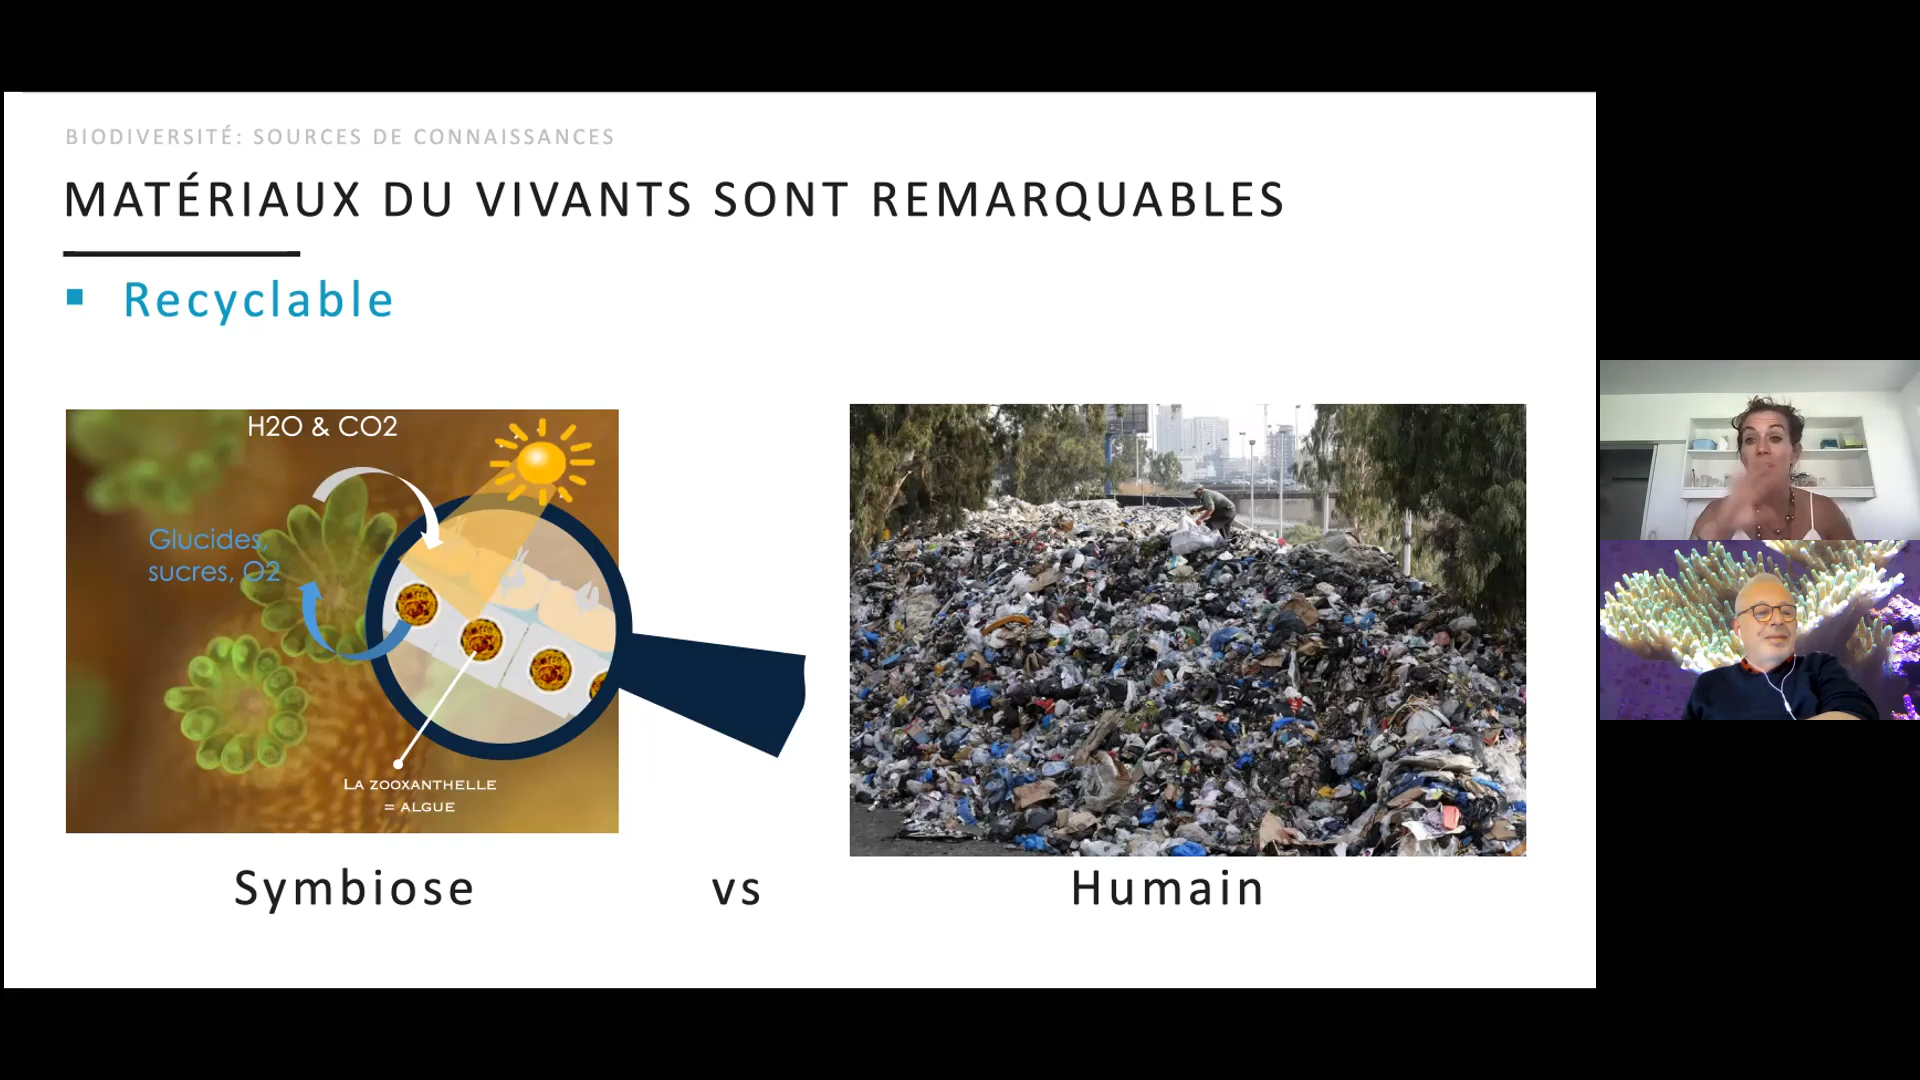 BIODIVERSITÉ: SOURCES DE CONNAISSANCES
MATÉRIAUX DU VIVANTS SONT REMARQUABLES
Recyclable
H2O & CO2
Glucides,
sucres, O2
LA ZOOXANTHELLE
= ALGUE
Symbiose vs Humain